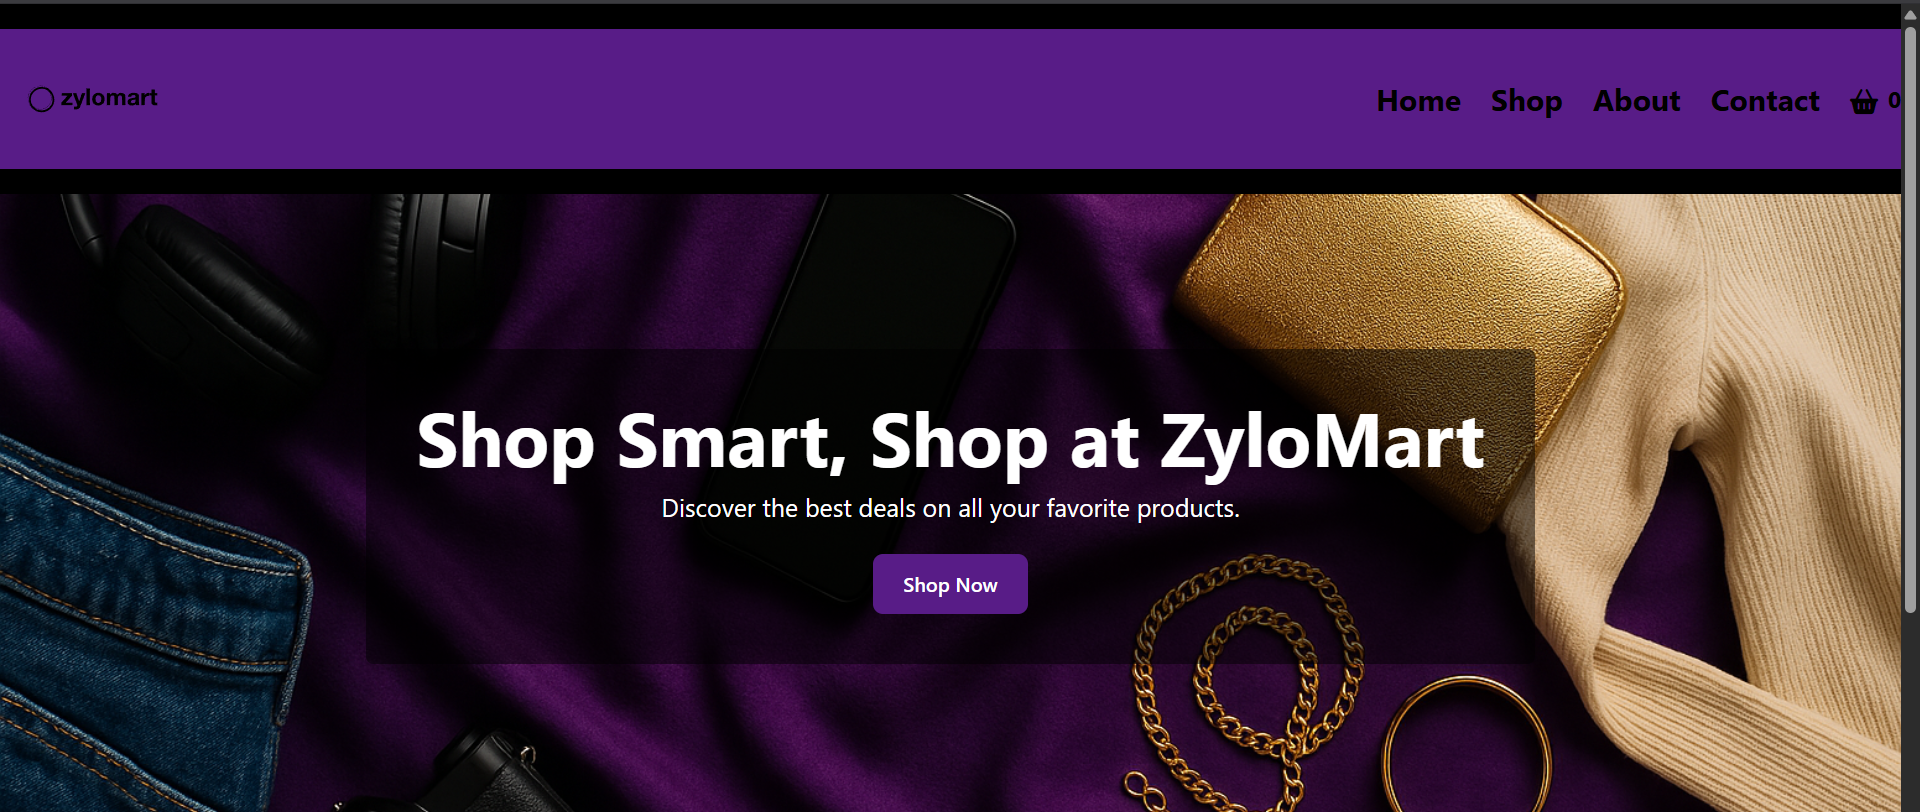 zylomart
Home Shop About Contact 0
Shop Smart, Shop at ZyloMart
Discover the best deals on all your favorite products.
Shop Now